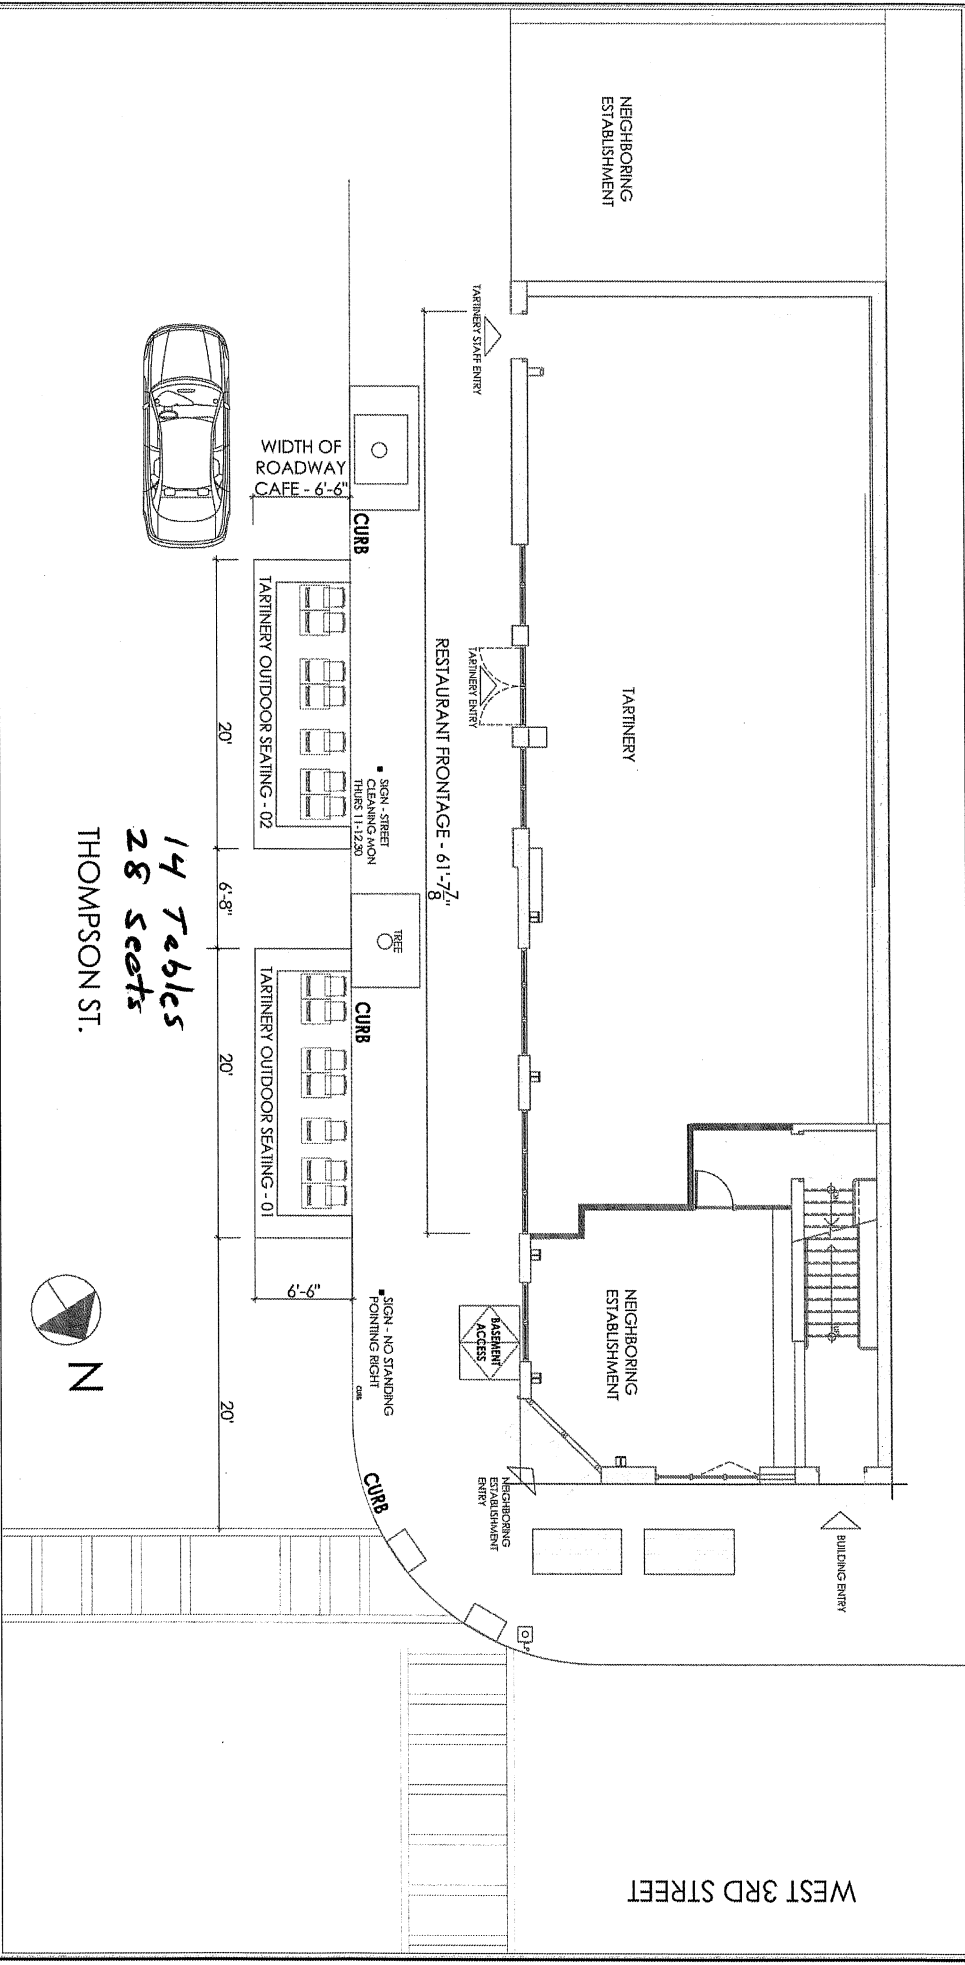 NEIGHBORING
ESTABLISHMENT
TARTINERY STAFF ENTRY
WIDTH OF
ROADWAY
CAFE - 6'-6"
CURB
TARTINERY
TARTINERY ENTRY
RESTAURANT FRONTAGE - 61'-7 7/8"
TARTINERY OUTDOOR SEATING - 02
20'
SIGN - STREET
CLEANING MON
THURS 11-12:30
6'-8"
TREE
CURB
TARTINERY OUTDOOR SEATING - 01
20'
14 Tables
28 Seats
THOMPSON ST.
NEIGHBORING
ESTABLISHMENT
BASEMENT
ACCESS
SIGN - NO STANDING
POINTING RIGHT
6'-6"
CURB
CURB
20'
N
NEIGHBORING
ESTABLISHMENT
ENTRY
BUILDING ENTRY
WEST 3RD STREET